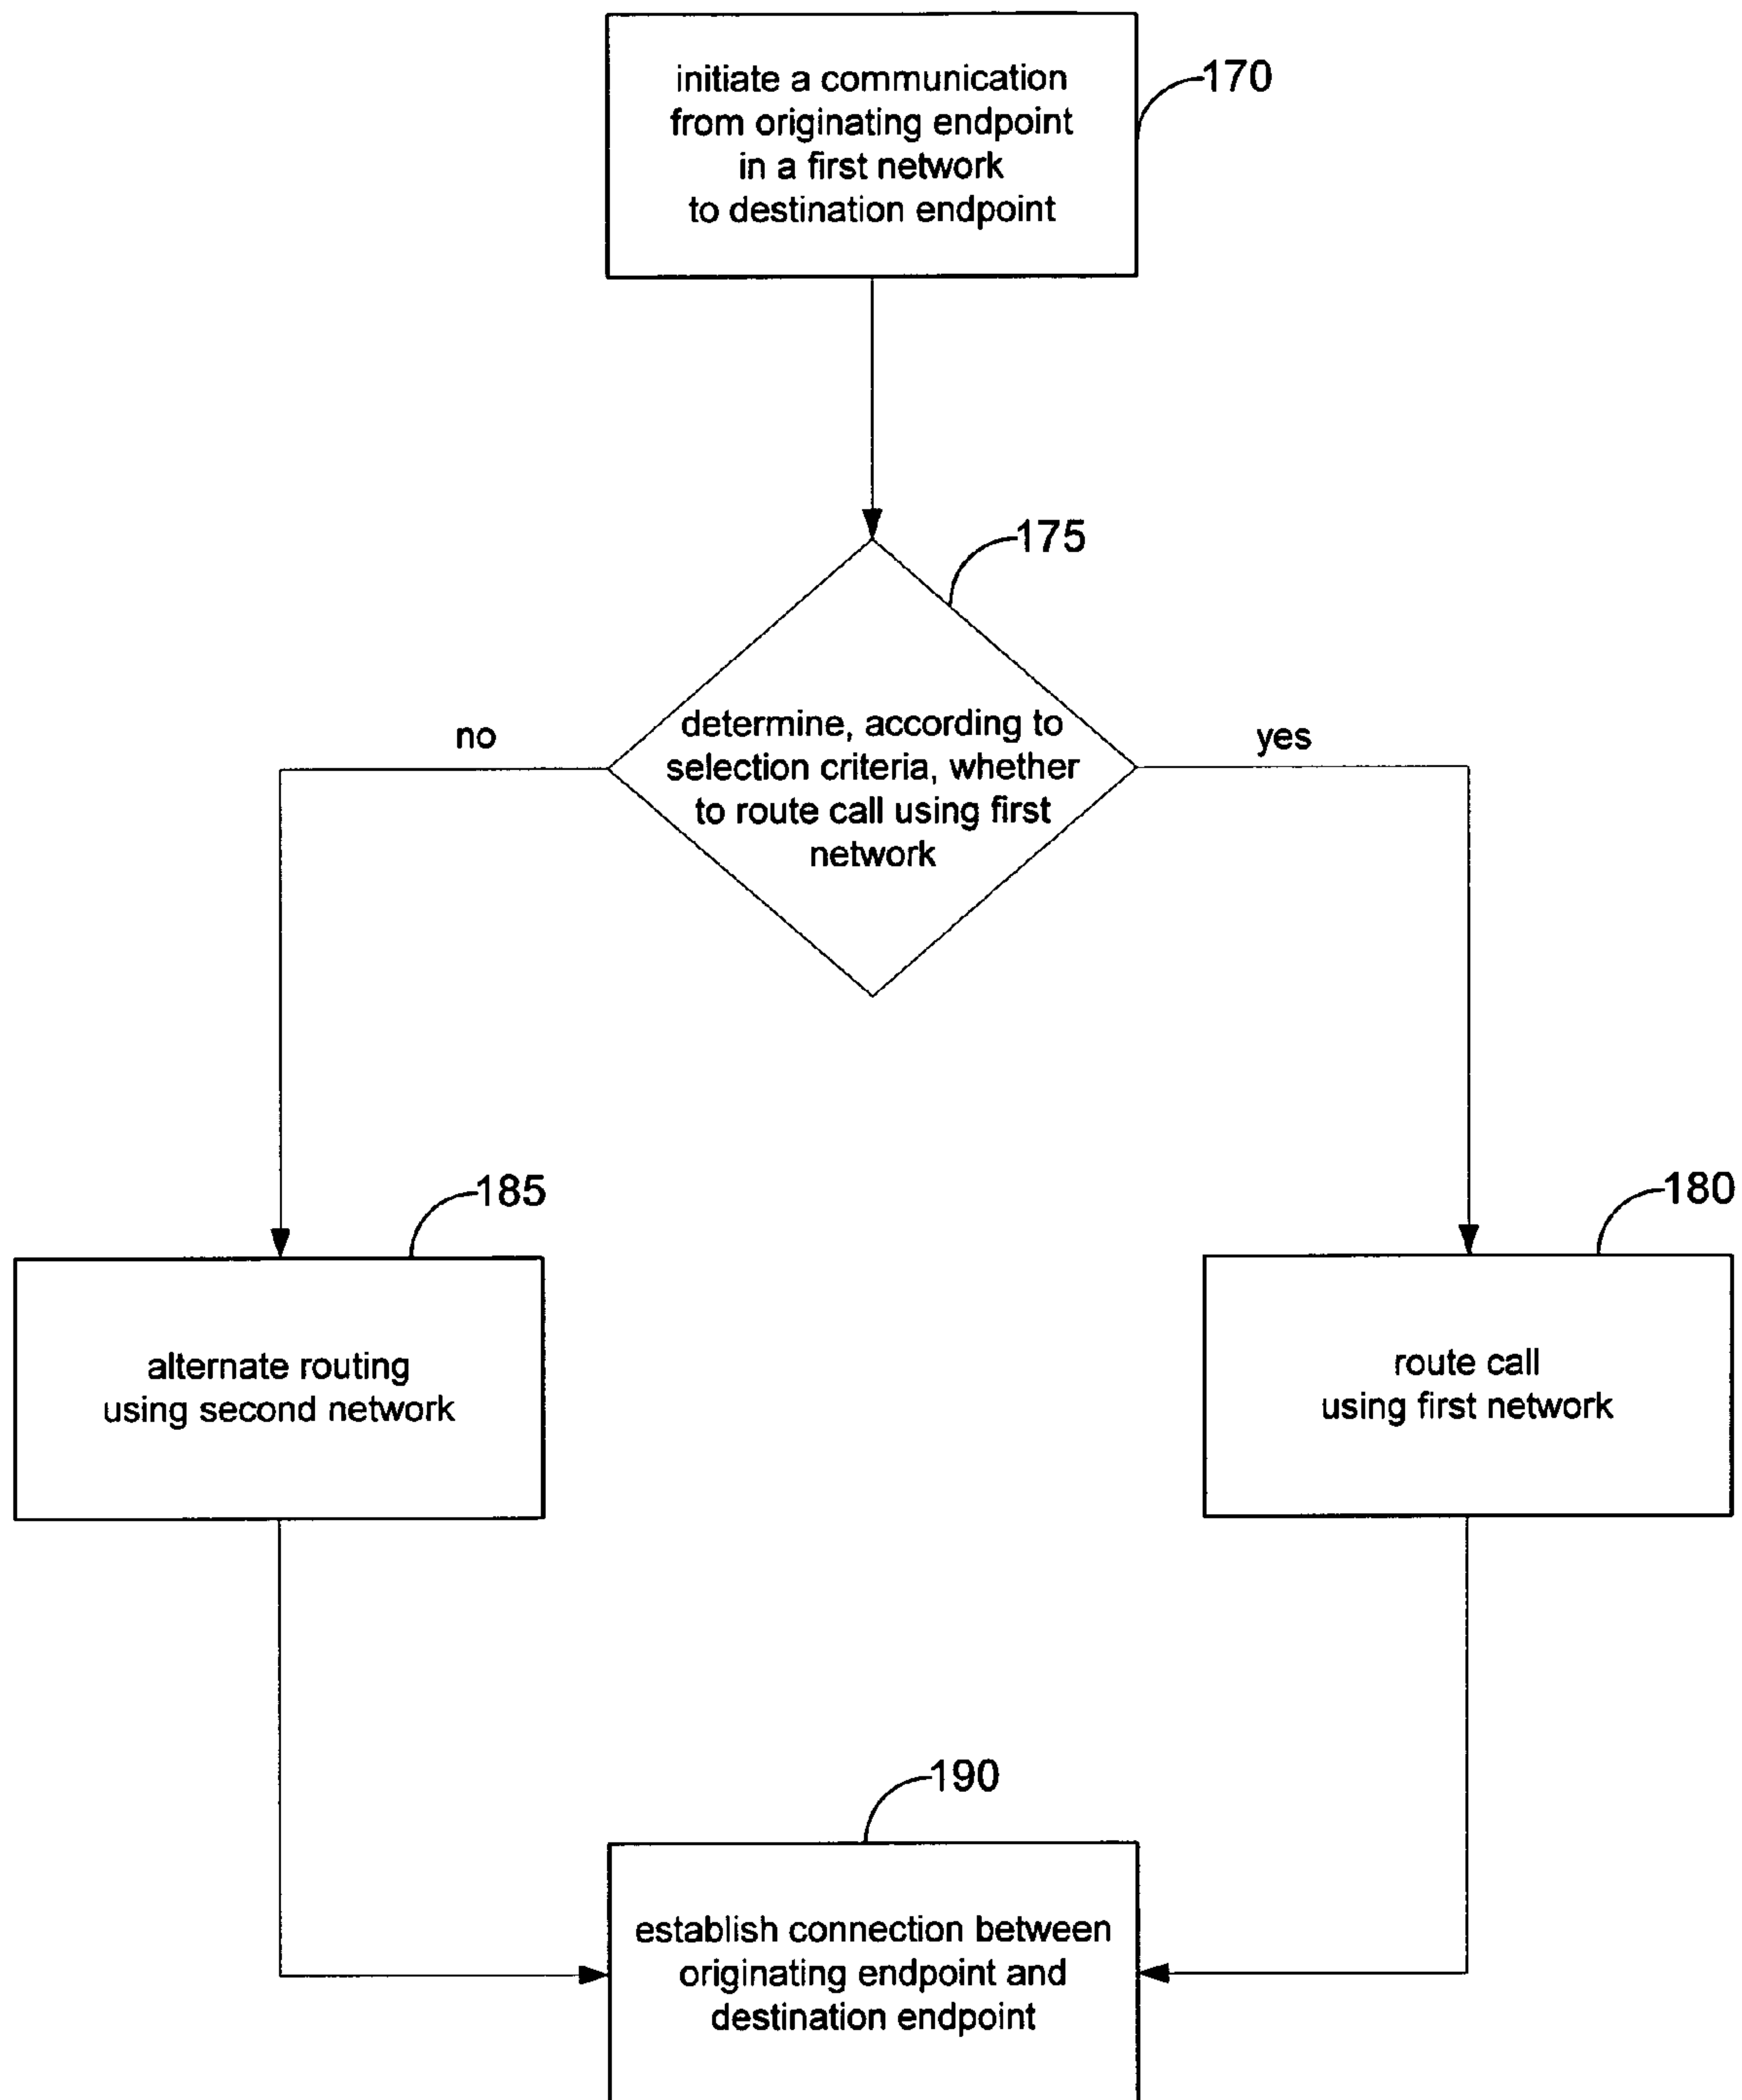 initiate a communication
from originating endpoint
in a first network
to destination endpoint
170
175
determine, according to
selection criteria, whether
to route call using first
network
no
yes
185
180
alternate routing
using second network
route call
using first network
190
establish connection between
originating endpoint and
destination endpoint